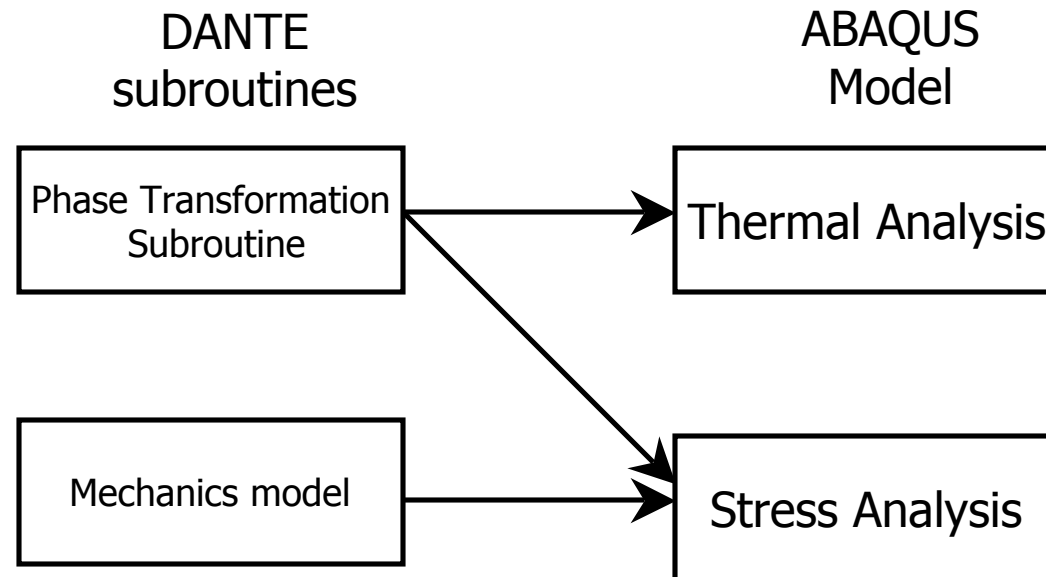 DANTE
subroutines
ABAQUS
Model
Phase Transformation
Subroutine
Thermal Analysis
Mechanics model
Stress Analysis